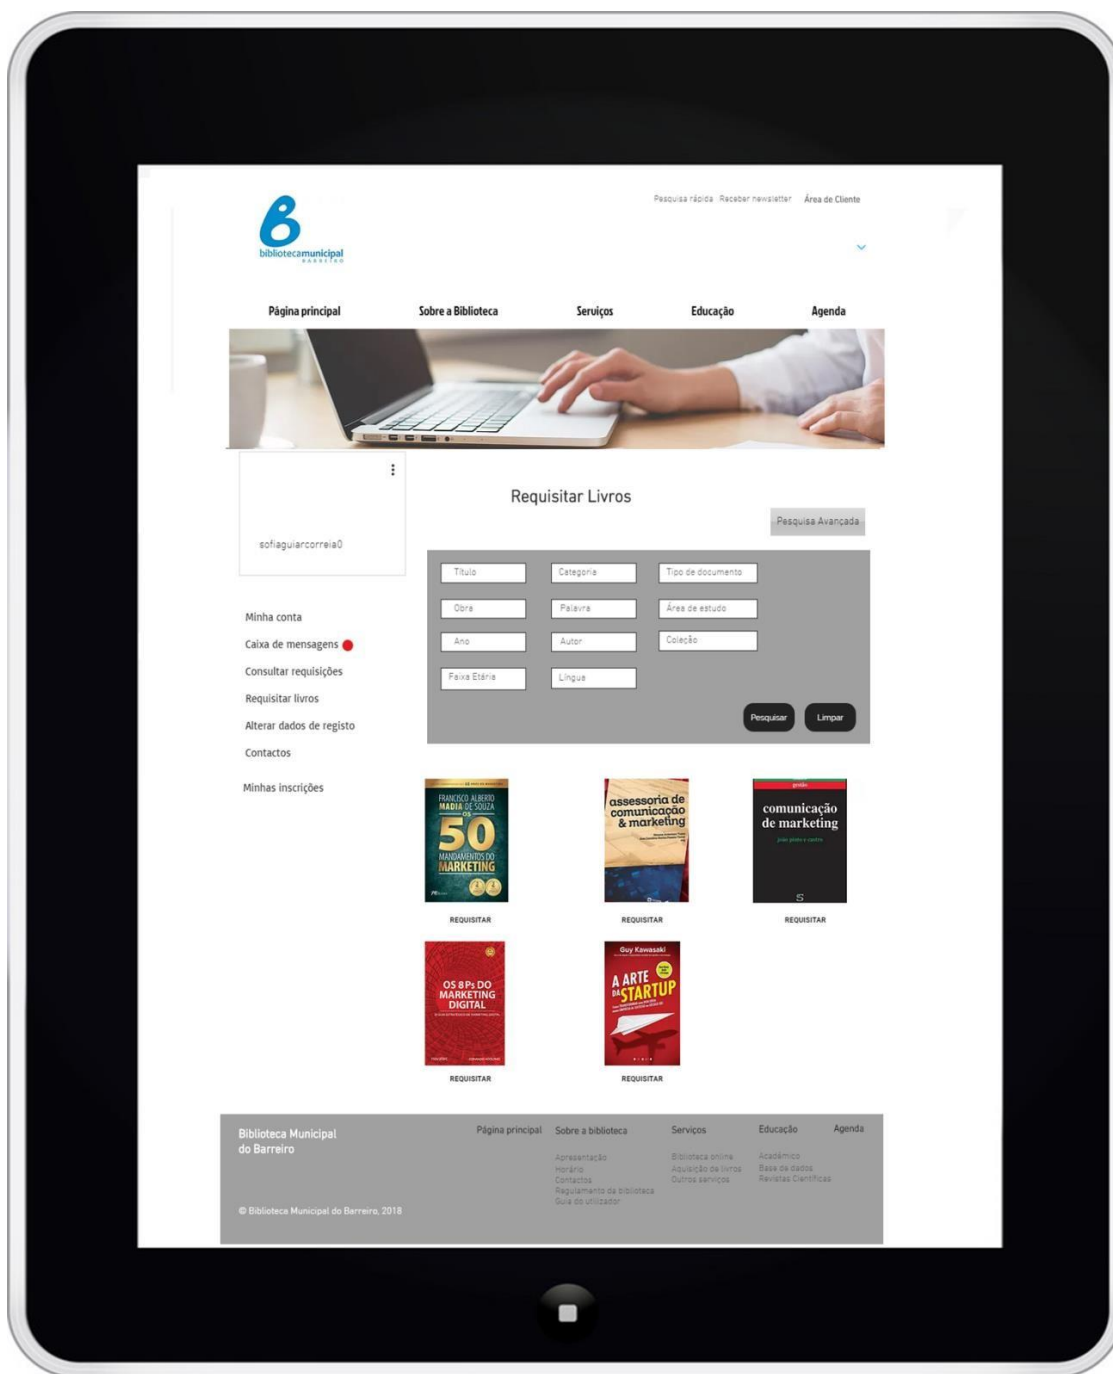 Pesquisa rápida Receber newsletter Área de Cliente
B
bibliotecamunicipal
BARREIRO
Página principal Sobre a Biblioteca Serviços Educação Agenda
sofiaguiarcorreia0
Minha conta
Caixa de mensagens
Consultar requisições
Requisitar livros
Alterar dados de registo
Contactos
Minhas inscrições
Requisitar Livros
Pesquisa Avançada
Título Categoria Tipo de documento
Obra Palavra Área de estudo
Ano Autor Coleção
Faixa Etária Língua
Pesquisar Limpar
FRANCISCO ALBERTO
MADIA DE SOUZA
OS
50
MANDAMENTOS DO
MARKETING
REQUISITAR
assessoria de
comunicação
& marketing
REQUISITAR
gestão
comunicação
de marketing
joão pinto e castro
REQUISITAR
OS 8 Ps DO
MARKETING
DIGITAL
REQUISITAR
Guy Kawasaki
A ARTE
DA STARTUP
REQUISITAR
Biblioteca Municipal
do Barreiro
© Biblioteca Municipal do Barreiro, 2018
Página principal
Sobre a biblioteca
Apresentação
Horário
Contactos
Regulamento da biblioteca
Guia do utilizador
Serviços
Biblioteca online
Aquisição de livros
Outros serviços
Educação
Académico
Base de dados
Revistas Científicas
Agenda